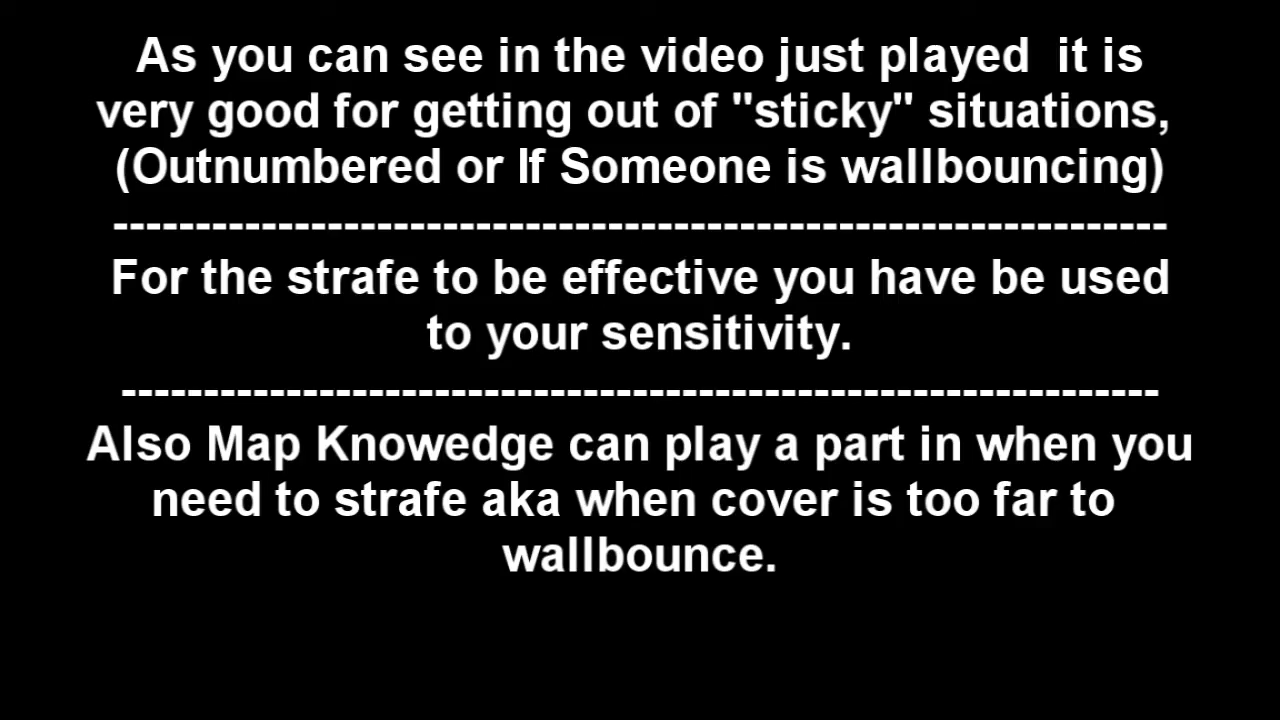 As you can see in the video just played  it is
very good for getting out of "sticky" situations,
(Outnumbered or If Someone is wallbouncing)
----------------------------------------------------------------
For the strafe to be effective you have be used
to your sensitivity.
---------------------------------------------------------------
Also Map Knowedge can play a part in when you
need to strafe aka when cover is too far to
wallbounce.